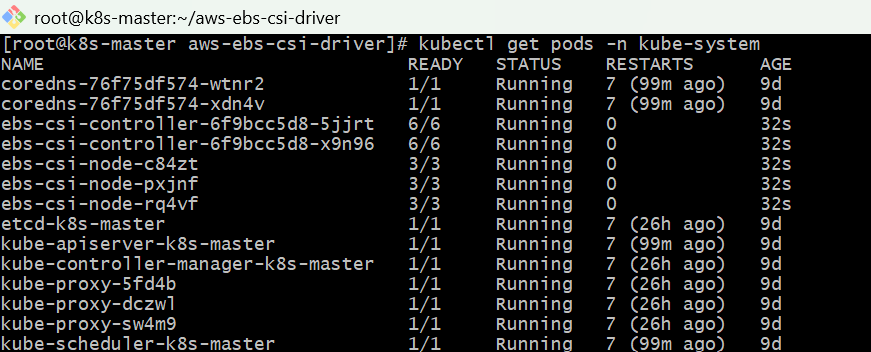 root@k8s-master:~/aws-ebs-csi-driver
[root@k8s-master aws-ebs-csi-driver]# kubectl get pods -n kube-system
NAME READY STATUS RESTARTS AGE
coredns-76f75df574-wtnr2 1/1 Running 7 (99m ago) 9d
coredns-76f75df574-xdn4v 1/1 Running 7 (99m ago) 9d
ebs-csi-controller-6f9bcc5d8-5jjrt 6/6 Running 0 32s
ebs-csi-controller-6f9bcc5d8-x9n96 6/6 Running 0 32s
ebs-csi-node-c84zt 3/3 Running 0 32s
ebs-csi-node-pxjnf 3/3 Running 0 32s
ebs-csi-node-rq4vf 3/3 Running 0 32s
etcd-k8s-master 1/1 Running 7 (26h ago) 9d
kube-apiserver-k8s-master 1/1 Running 7 (99m ago) 9d
kube-controller-manager-k8s-master 1/1 Running 7 (26h ago) 9d
kube-proxy-5fd4b 1/1 Running 7 (26h ago) 9d
kube-proxy-dczwl 1/1 Running 7 (26h ago) 9d
kube-proxy-sw4m9 1/1 Running 7 (26h ago) 9d
kube-scheduler-k8s-master 1/1 Running 7 (99m ago) 9d